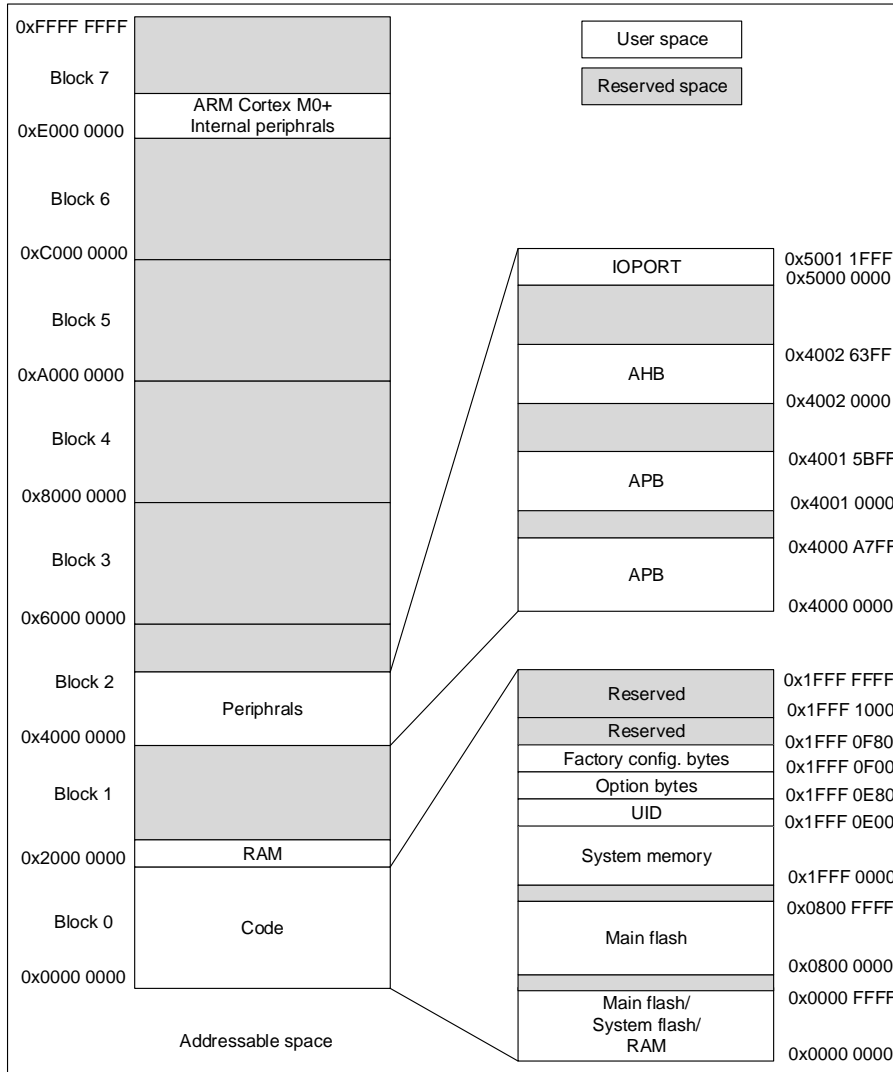 0xFFFF FFFF
Block 7
ARM Cortex M0+
Internal periphrals
0xE000 0000
Block 6
0xC000 0000
Block 5
0xA000 0000
Block 4
0x8000 0000
Block 3
0x6000 0000
Block 2
Periphrals
0x4000 0000
Block 1
0x2000 0000
RAM
Block 0
Code
0x0000 0000
Addressable space
User space
Reserved space
IOPORT
0x5001 1FFF
0x5000 0000
0x4002 63FF
AHB
0x4002 0000
0x4001 5BFF
APB
0x4001 0000
0x4000 A7FF
APB
0x4000 0000
0x1FFF FFFF
Reserved
0x1FFF 1000
Reserved
0x1FFF 0F80
Factory config. bytes
0x1FFF 0F00
Option bytes
0x1FFF 0E80
UID
0x1FFF 0E00
System memory
0x1FFF 0000
0x0800 FFFF
Main flash
0x0800 0000
0x0000 FFFF
Main flash/
System flash/
RAM
0x0000 0000